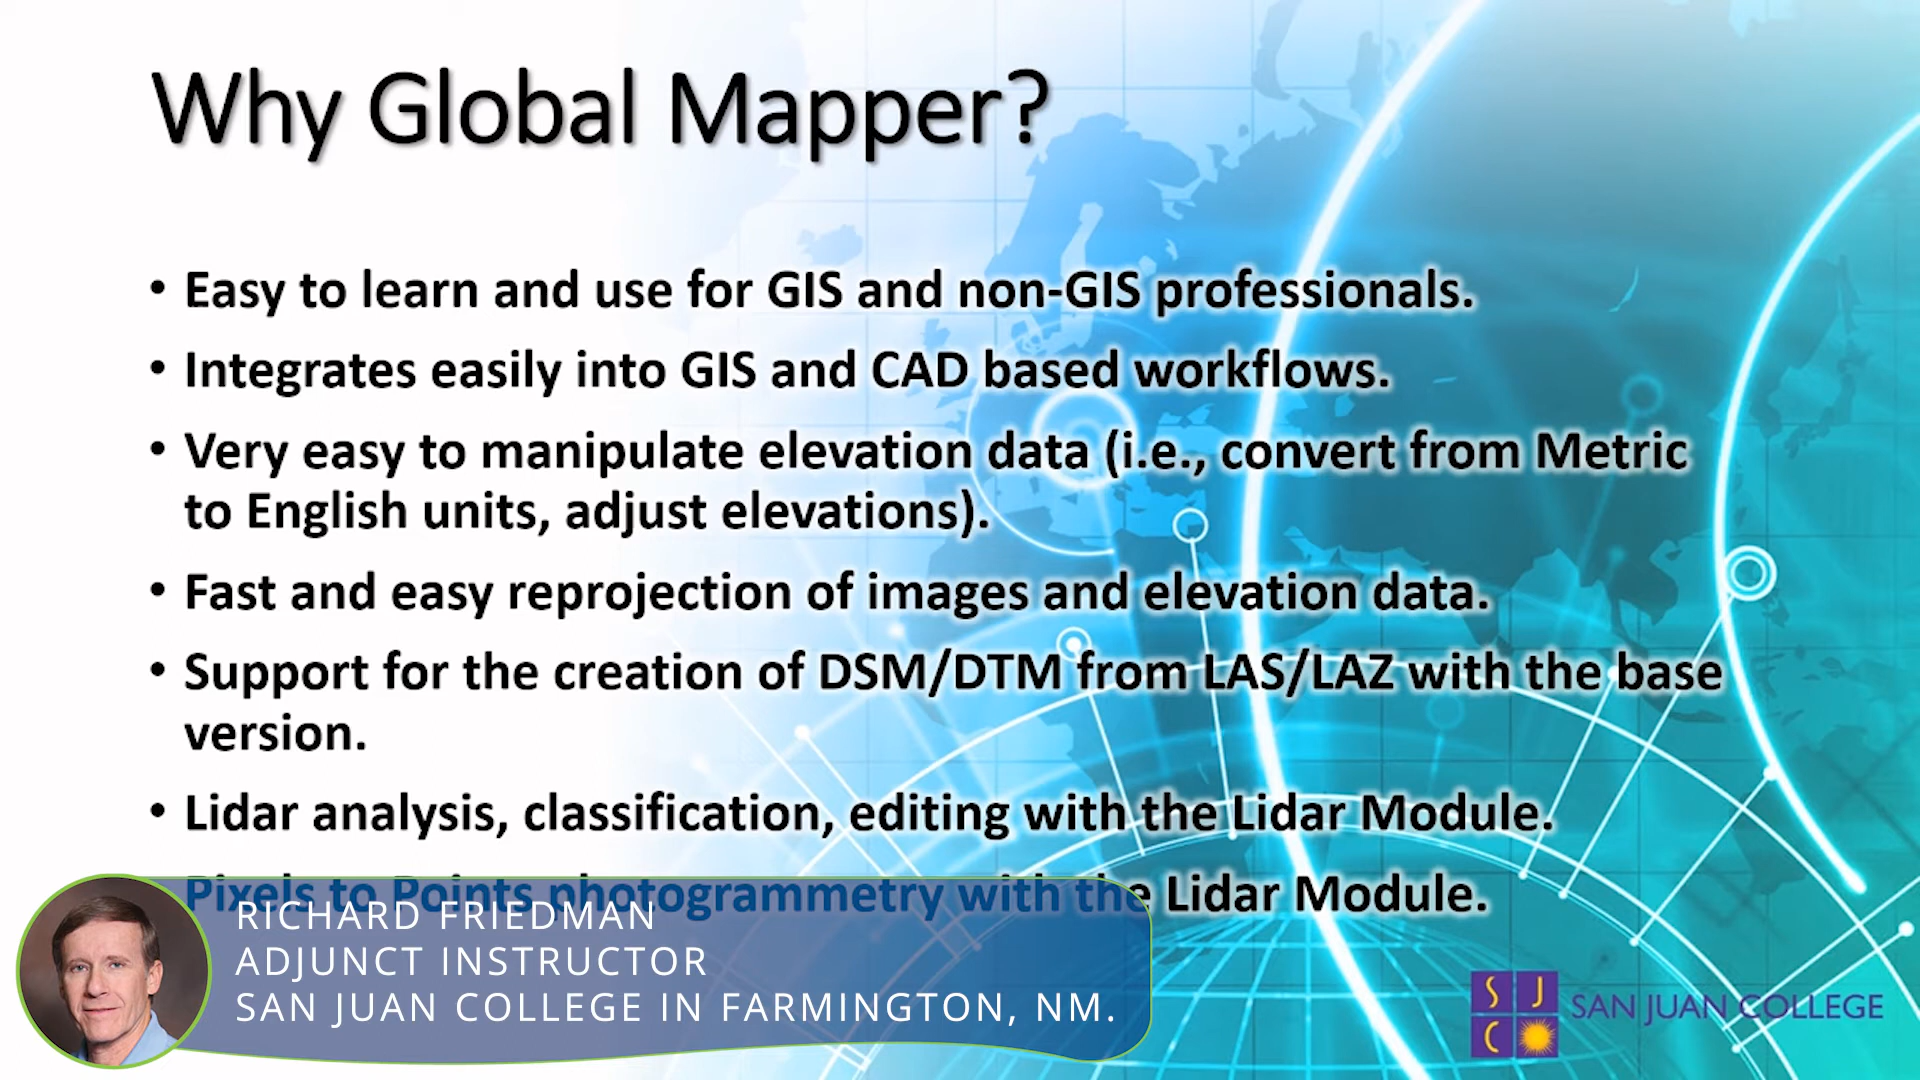 Why Global Mapper?
• Easy to learn and use for GIS and non-GIS professionals.
• Integrates easily into GIS and CAD based workflows.
• Very easy to manipulate elevation data (i.e., convert from Metric
to English units, adjust elevations).
• Fast and easy reprojection of images and elevation data.
• Support for the creation of DSM/DTM from LAS/LAZ with the base
version.
• Lidar analysis, classification, editing with the Lidar Module.
Pixels to Points photogrammetry with the Lidar Module.
RICHARD FRIEDMAN
ADJUNCT INSTRUCTOR
SAN JUAN COLLEGE IN FARMINGTON, NM.
S J
C
SAN JUAN COLLEGE